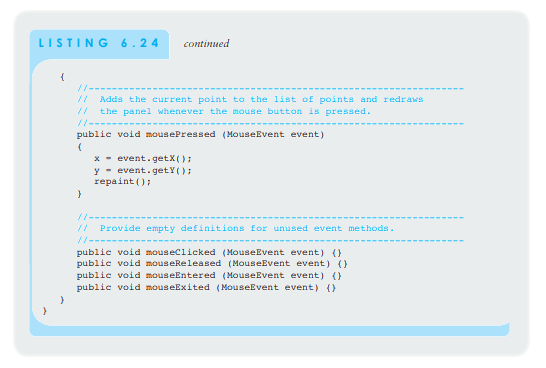 LISTING 6.24 continued
{
//--------------------------------------------------------------
//  Adds the current point to the list of points and redraws
//  the panel whenever the mouse button is pressed.
//--------------------------------------------------------------
public void mousePressed (MouseEvent event)
{
x = event.getX();
y = event.getY();
repaint();
}
//--------------------------------------------------------------
//  Provide empty definitions for unused event methods.
//--------------------------------------------------------------
public void mouseClicked (MouseEvent event) {}
public void mouseReleased (MouseEvent event) {}
public void mouseEntered (MouseEvent event) {}
public void mouseExited (MouseEvent event) {}
}
}